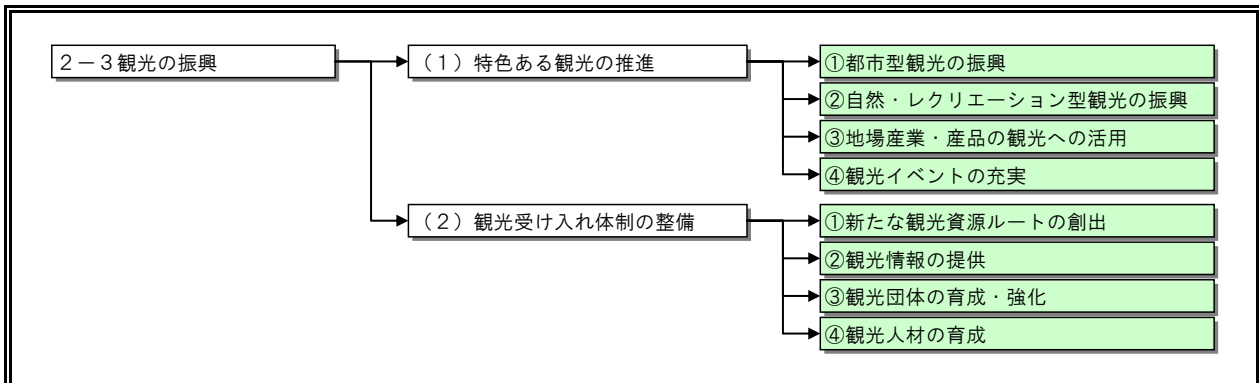 ２－３観光の振興
（１）特色ある観光の推進
①都市型観光の振興
②自然・レクリエーション型観光の振興
③地場産業・産品の観光への活用
④観光イベントの充実
（２）観光受け入れ体制の整備
①新たな観光資源ルートの創出
②観光情報の提供
③観光団体の育成・強化
④観光人材の育成